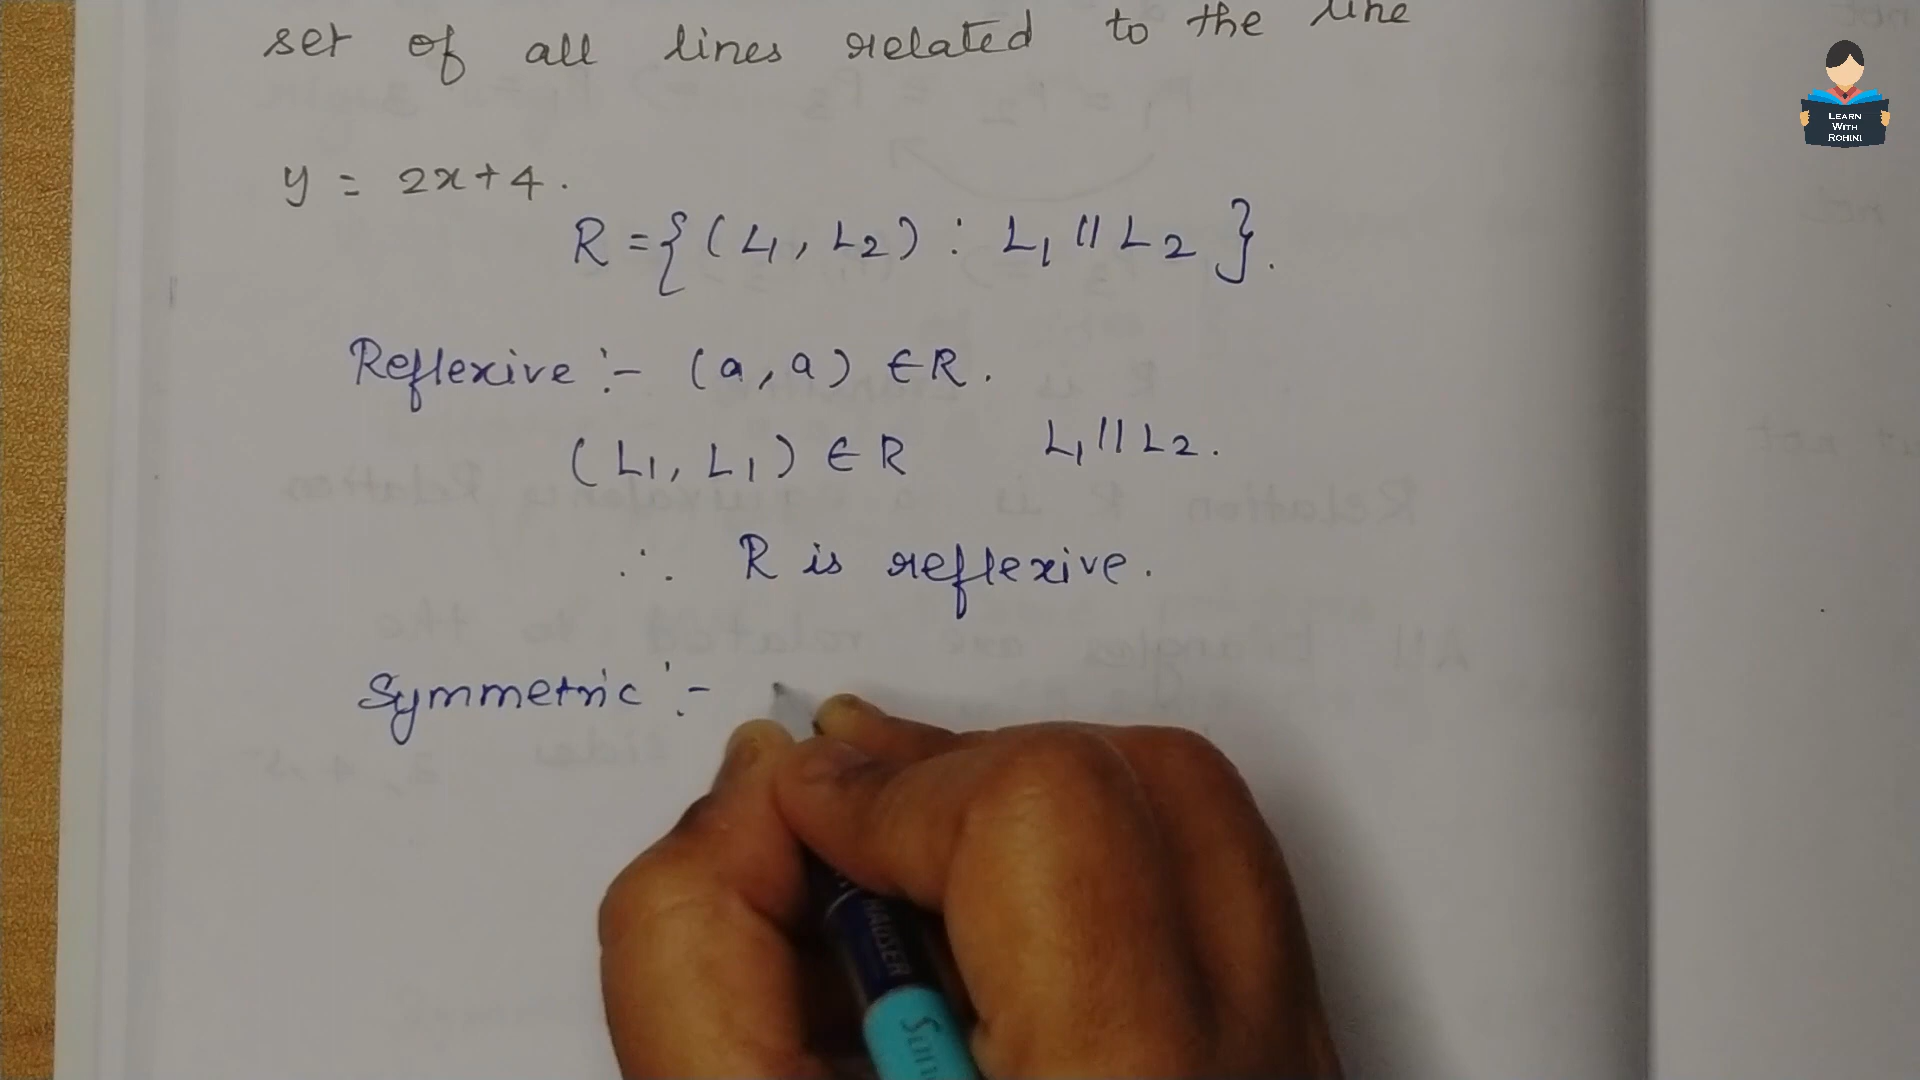 set of all lines related to the line
y = 2x+4.
R = { (L1, L2) : L1 || L2 }.
Reflexive :- (a, a) ∈ R.
(L1, L1) ∈ R L1 || L2.
∴ R is reflexive.
Symmetric :-
LEARN
WITH
ROHINI
HAUSER